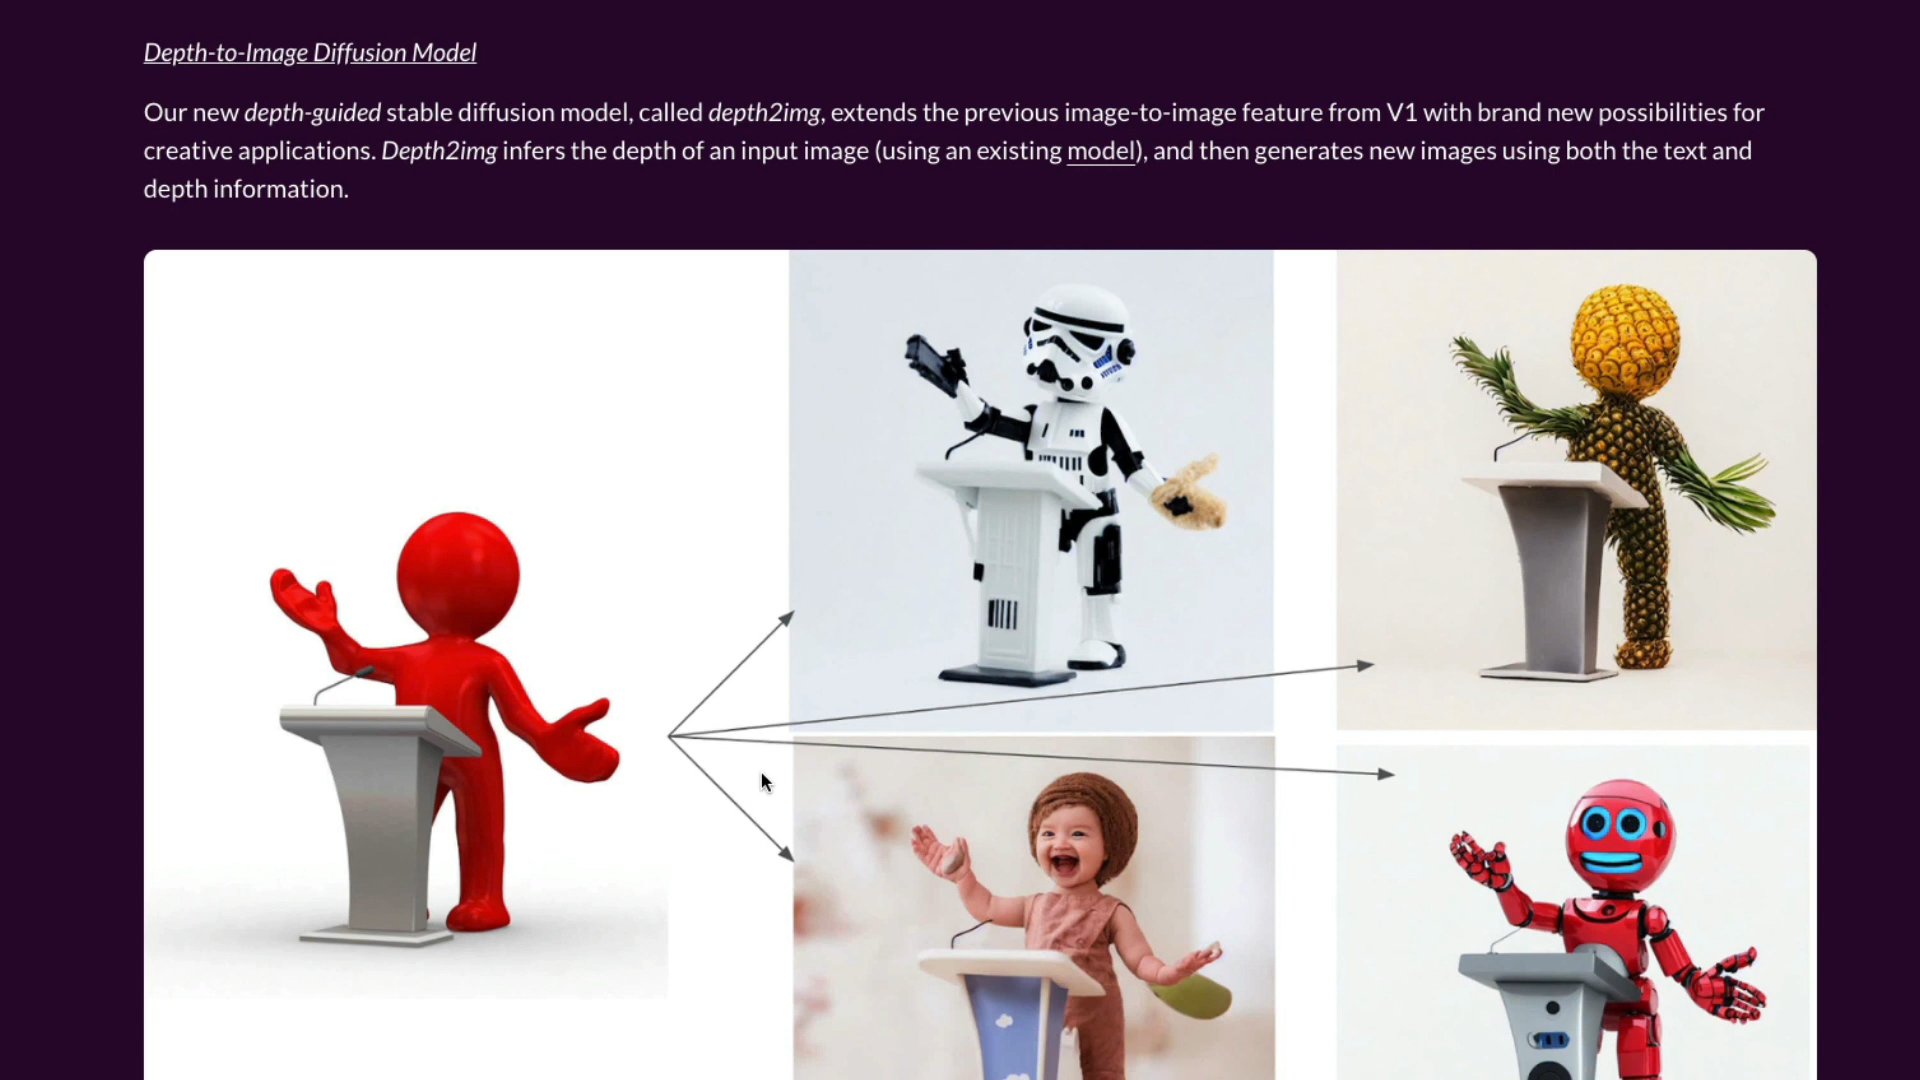 Depth-to-Image Diffusion Model
Our new depth-guided stable diffusion model, called depth2img, extends the previous image-to-image feature from V1 with brand new possibilities for
creative applications. Depth2img infers the depth of an input image (using an existing model), and then generates new images using both the text and
depth information.